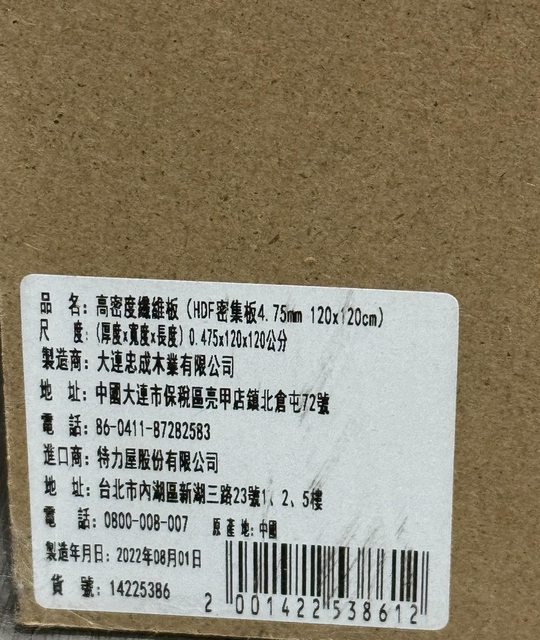 品 名: 高密度纖維板 (HDF密集板4.75mm 120x120cm)
尺 度: (厚度x寬度x長度) 0.475x120x120公分
製造商: 大連忠成木業有限公司
地 址: 中國大連市保稅區亮甲店鎮北倉屯72號
電 話: 86-0411-87282583
進口商: 特力屋股份有限公司
地 址: 台北市內湖區新湖三路23號1、2、5樓
電 話: 0800-008-007 原 產 地: 中國
製造年月日: 2022年08月01日
貨 號: 14225386
2 001422 538612